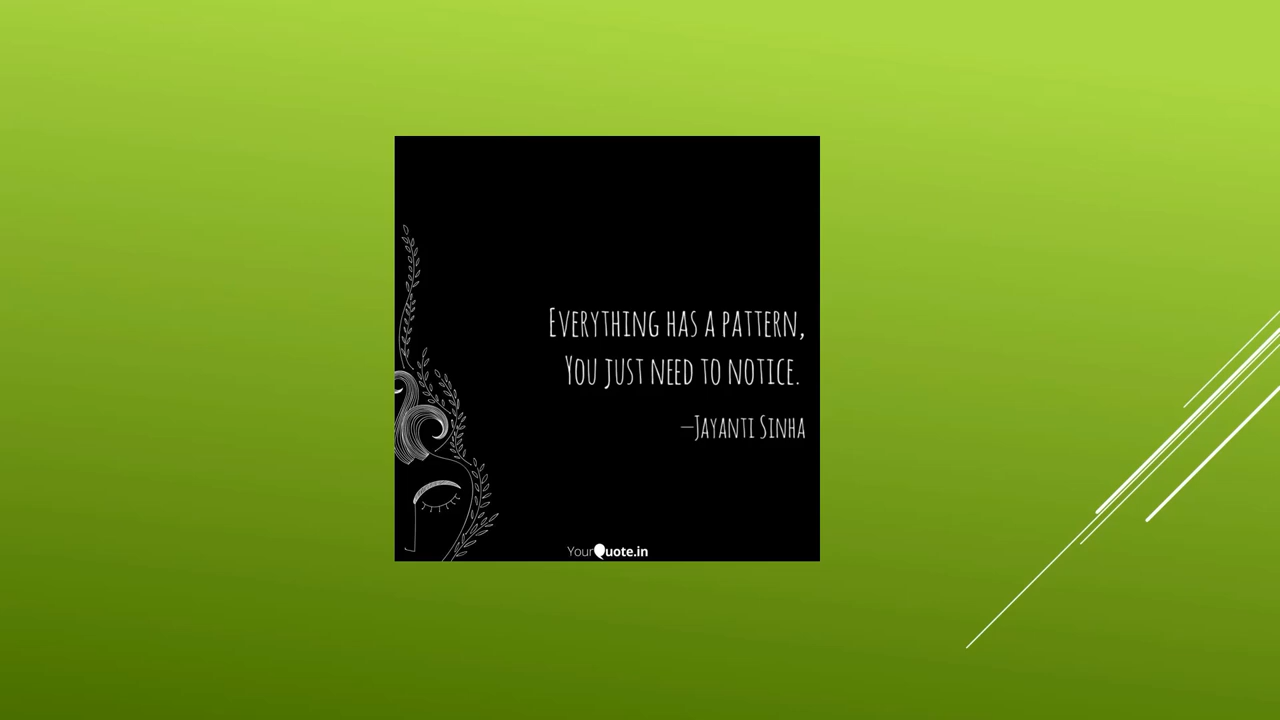 Everything has a pattern,
You just need to notice.
—Jayanti Sinha
YourQuote.in